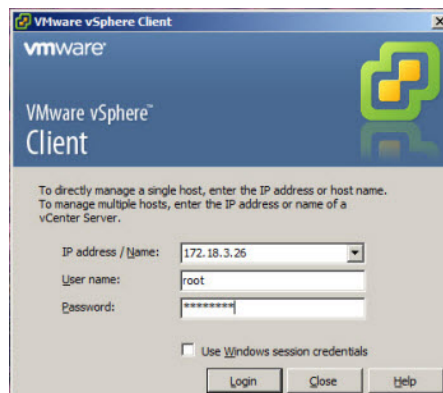 VMware vSphere Client
vmware®
VMware vSphere™
Client
To directly manage a single host, enter the IP address or host name.
To manage multiple hosts, enter the IP address or name of a
vCenter Server.
IP address / Name: 172.18.3.26
User name: root
Password: ********
Use Windows session credentials
Login Close Help